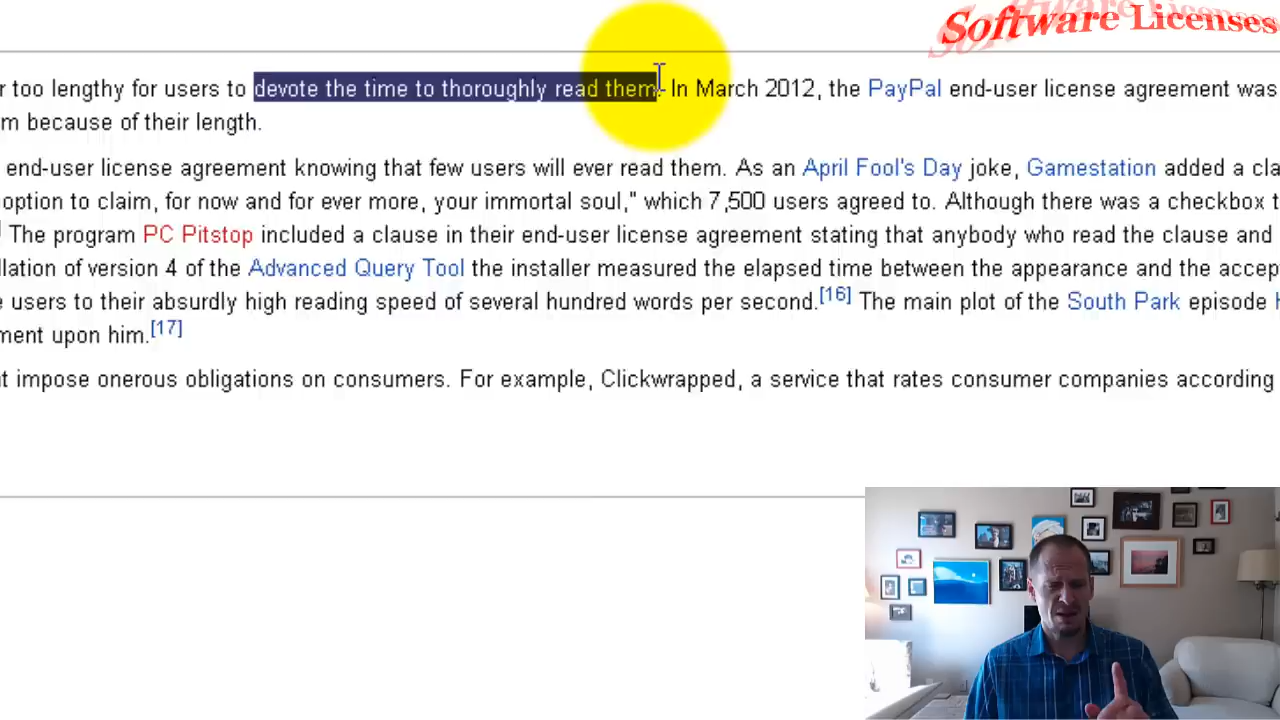 Software Licenses
r too lengthy for users to devote the time to thoroughly read them. In March 2012, the PayPal end-user license agreement was
m because of their length.
end-user license agreement knowing that few users will ever read them. As an April Fool's Day joke, Gamestation added a cla
option to claim, for now and for ever more, your immortal soul," which 7,500 users agreed to. Although there was a checkbox t
] The program PC Pitstop included a clause in their end-user license agreement stating that anybody who read the clause and
llation of version 4 of the Advanced Query Tool the installer measured the elapsed time between the appearance and the accep
e users to their absurdly high reading speed of several hundred words per second.[16] The main plot of the South Park episode H
ment upon him.[17]
t impose onerous obligations on consumers. For example, Clickwrapped, a service that rates consumer companies according